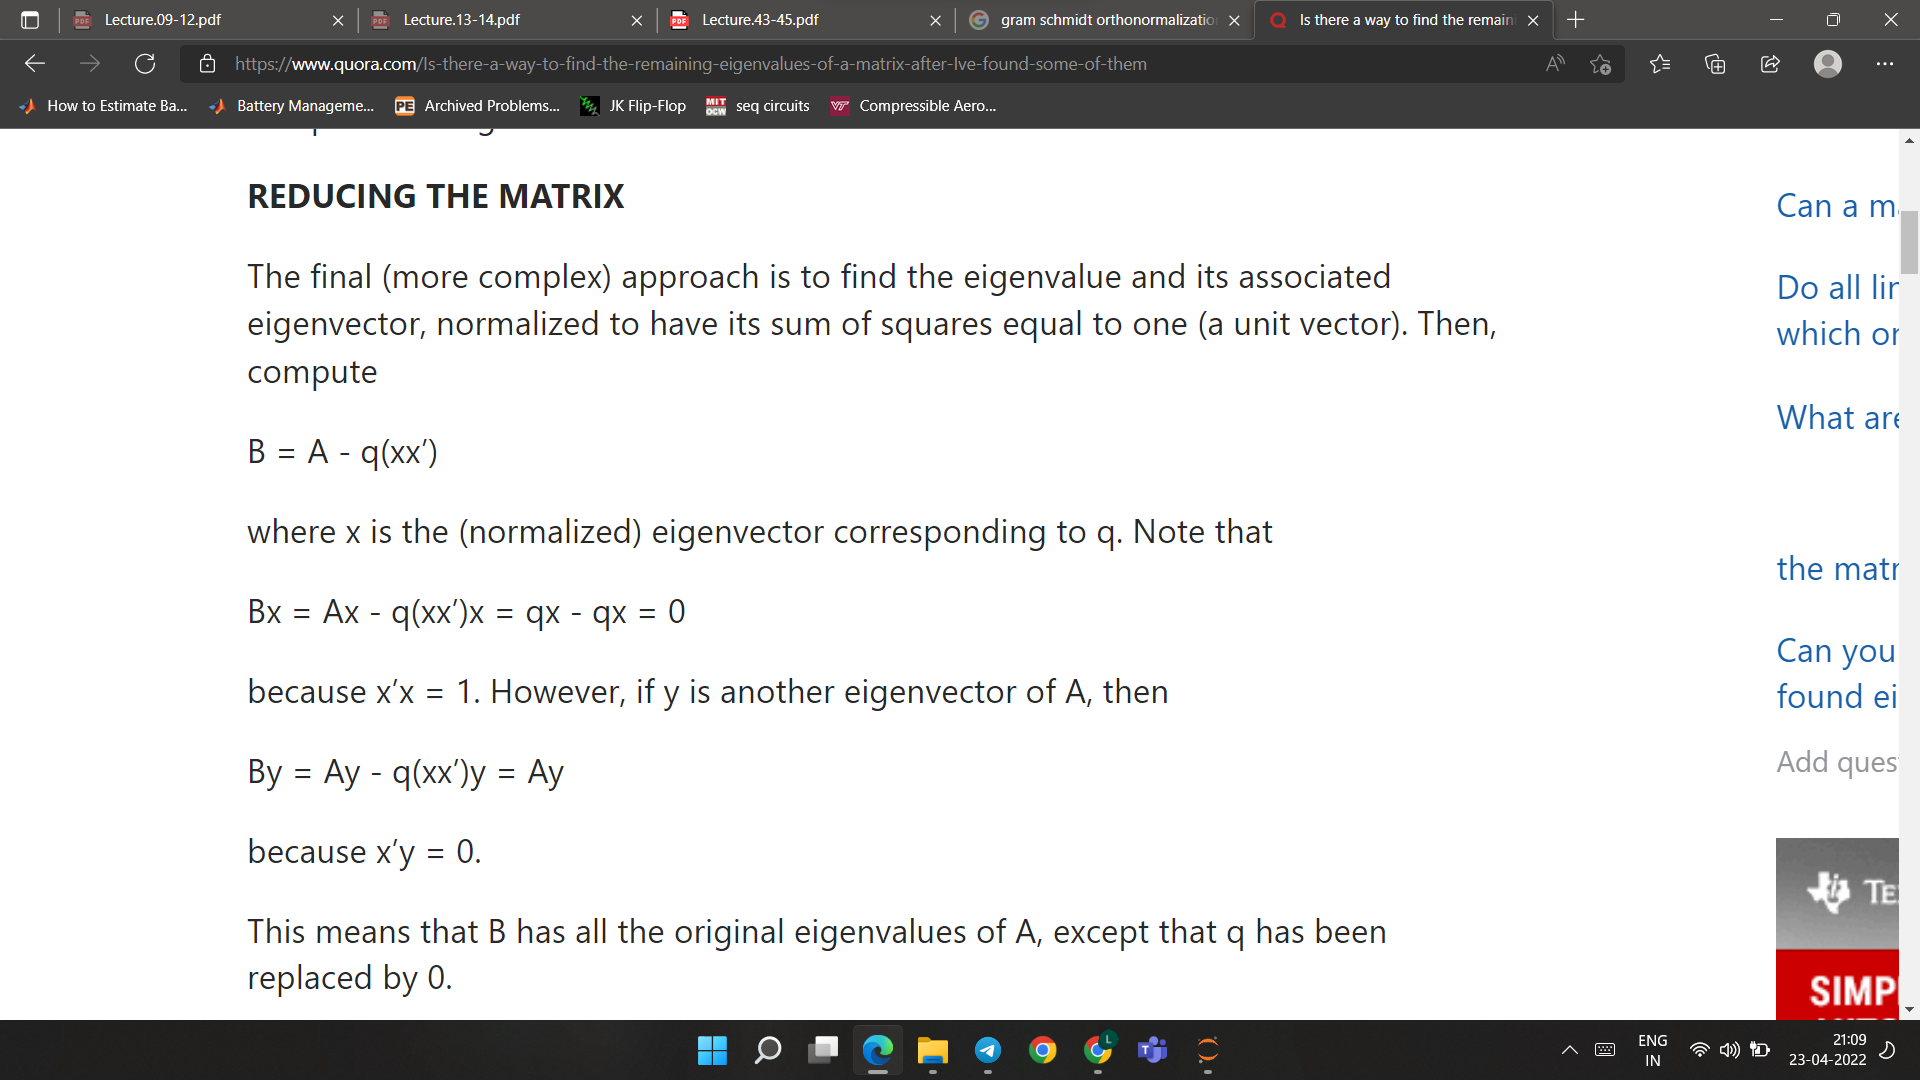 Lecture.09-12.pdf
Lecture.13-14.pdf
Lecture.43-45.pdf
gram schmidt orthonormalizatio
Is there a way to find the remain
https://www.quora.com/Is-there-a-way-to-find-the-remaining-eigenvalues-of-a-matrix-after-Ive-found-some-of-them
How to Estimate Ba...
Battery Manageme...
PE Archived Problems...
JK Flip-Flop
MIT OCW seq circuits
VT Compressible Aero...
REDUCING THE MATRIX
The final (more complex) approach is to find the eigenvalue and its associated
eigenvector, normalized to have its sum of squares equal to one (a unit vector). Then,
compute
B = A - q(xx’)
where x is the (normalized) eigenvector corresponding to q. Note that
Bx = Ax - q(xx’)x = qx - qx = 0
because x’x = 1. However, if y is another eigenvector of A, then
By = Ay - q(xx’)y = Ay
because x’y = 0.
This means that B has all the original eigenvalues of A, except that q has been
replaced by 0.
Can a ma
Do all lin
which or
What are
the matr
Can you
found ei
Add ques
TE
SIMP
ENG
IN
21:09
23-04-2022